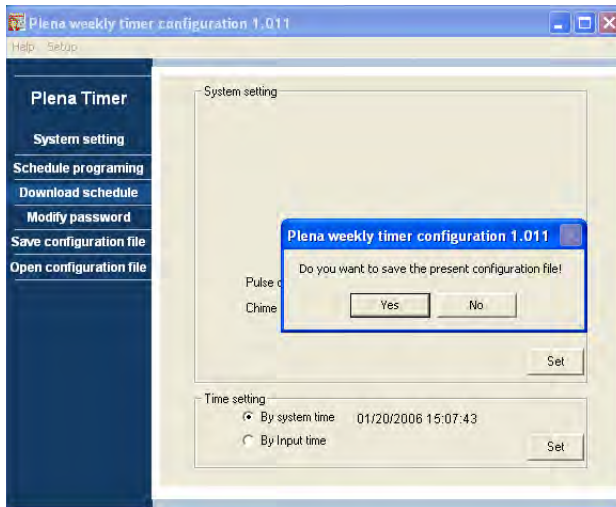 Plena weekly timer configuration 1.011
Help Setup
Plena Timer
System setting
Schedule programing
Download schedule
Modify password
Save configuration file
Open configuration file
System setting
Plena weekly timer configuration 1.011
Do you want to save the present configuration file!
Yes No
Pulse
Chime
Set
Time setting
By system time 01/20/2006 15:07:43
By Input time
Set